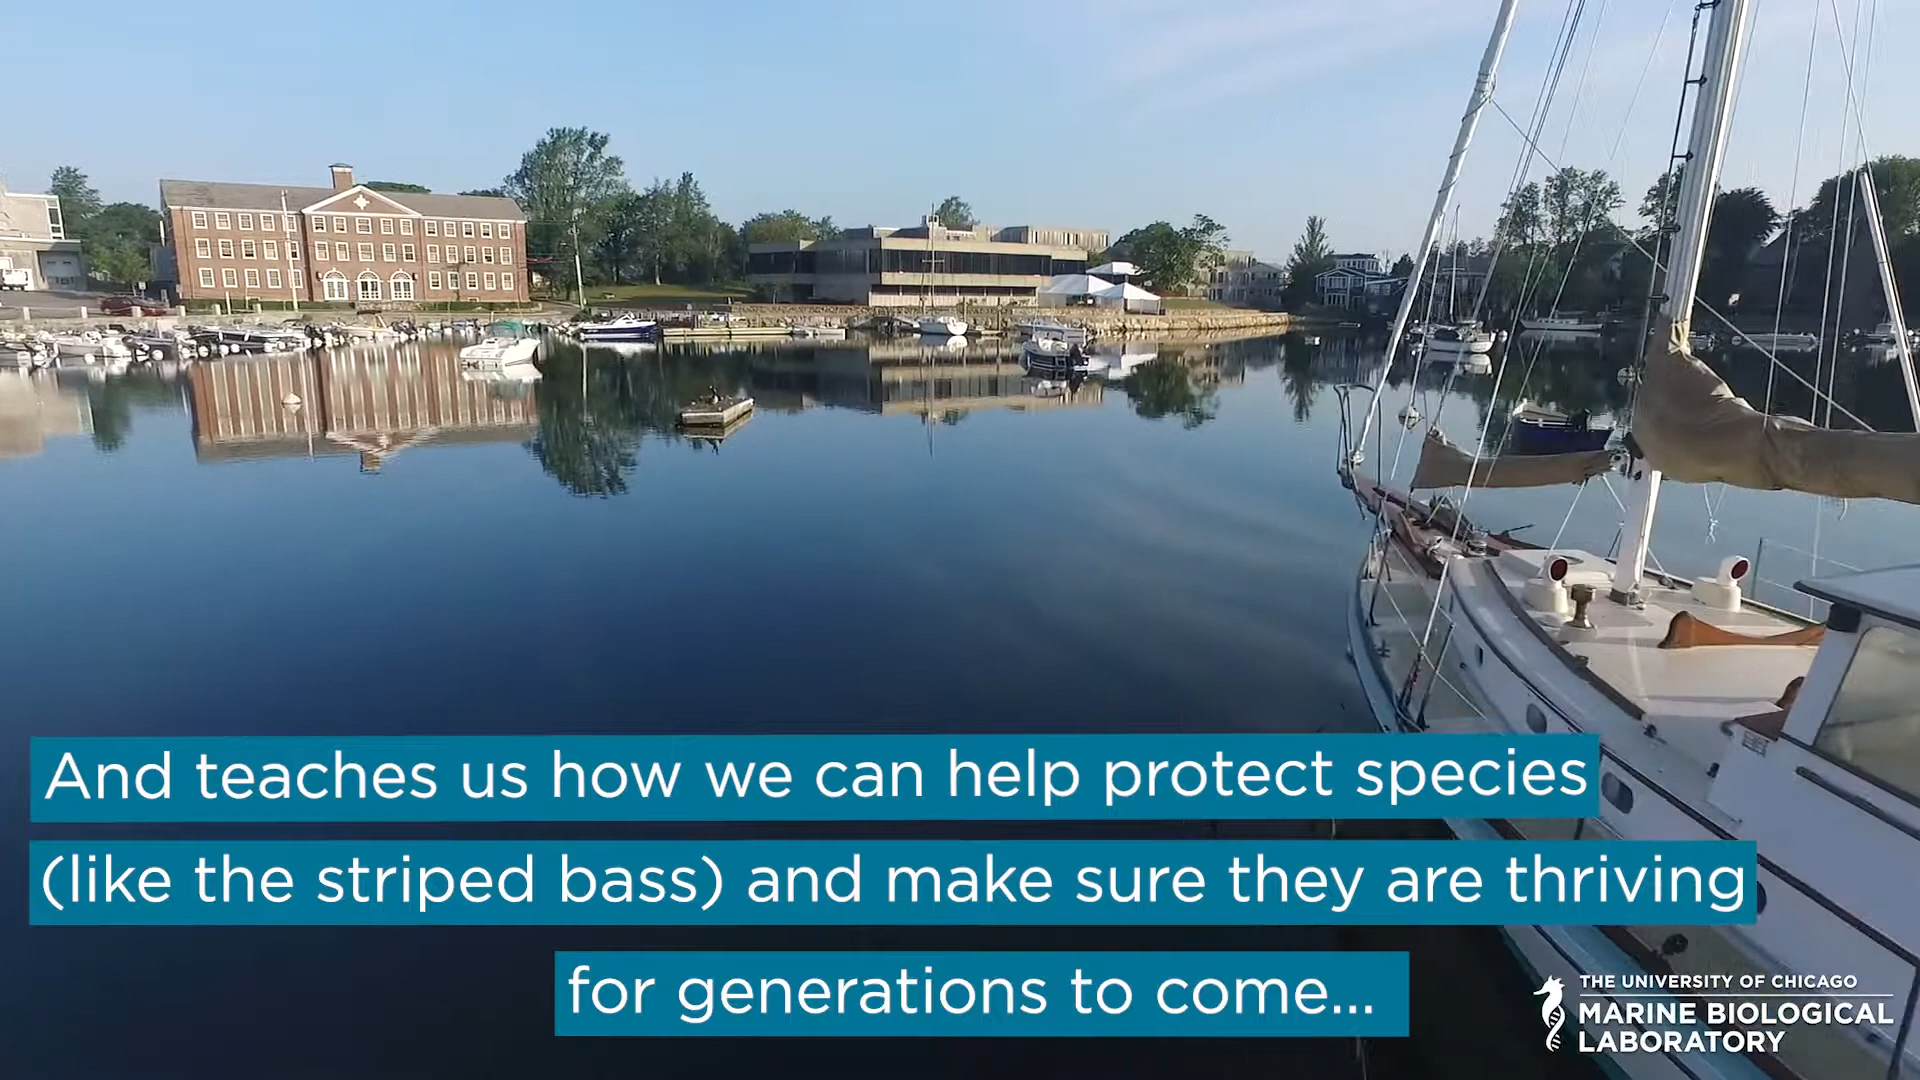 And teaches us how we can help protect species
(like the striped bass) and make sure they are thriving
for generations to come...
THE UNIVERSITY OF CHICAGO
MARINE BIOLOGICAL
LABORATORY